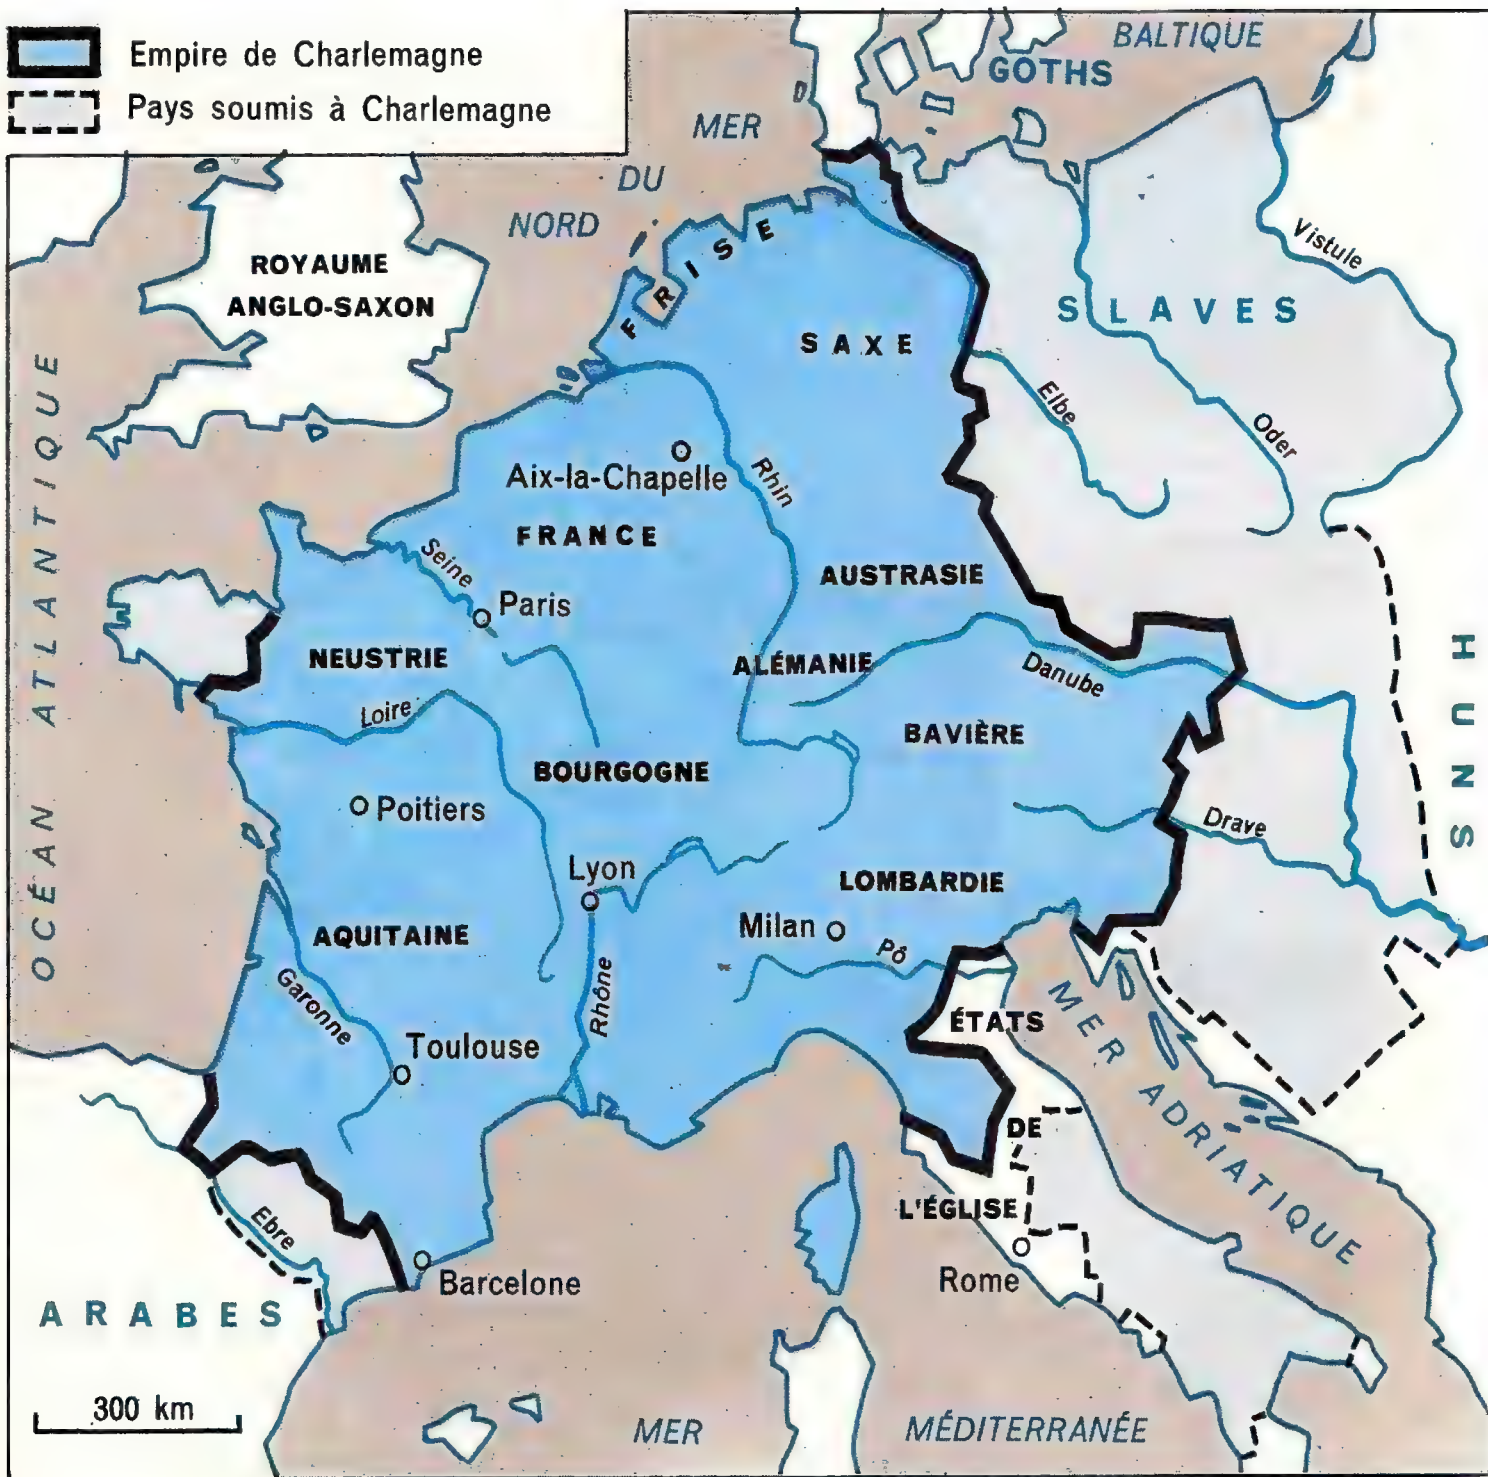 Empire de Charlemagne
Pays soumis à Charlemagne
BALTIQUE
GOTHS
MER
DU
NORD
FRISE
ROYAUME
ANGLO-SAXON
SAXE
SLAVES
Vistule
Elbe
Oder
OCÉAN ATLANTIQUE
Aix-la-Chapelle
Rhin
FRANCE
Seine
Paris
AUSTRASIE
NEUSTRIE
ALÉMANIE
Danube
HUNS
Loire
BAVIÈRE
BOURGOGNE
Poitiers
Drave
Lyon
LOMBARDIE
AQUITAINE
Milan
Pô
Garonne
Rhône
ÉTATS
Toulouse
MER ADRIATIQUE
DE
L'ÉGLISE
Ebre
Rome
Barcelone
ARABES
300 km
MER
MÉDITERRANÉE